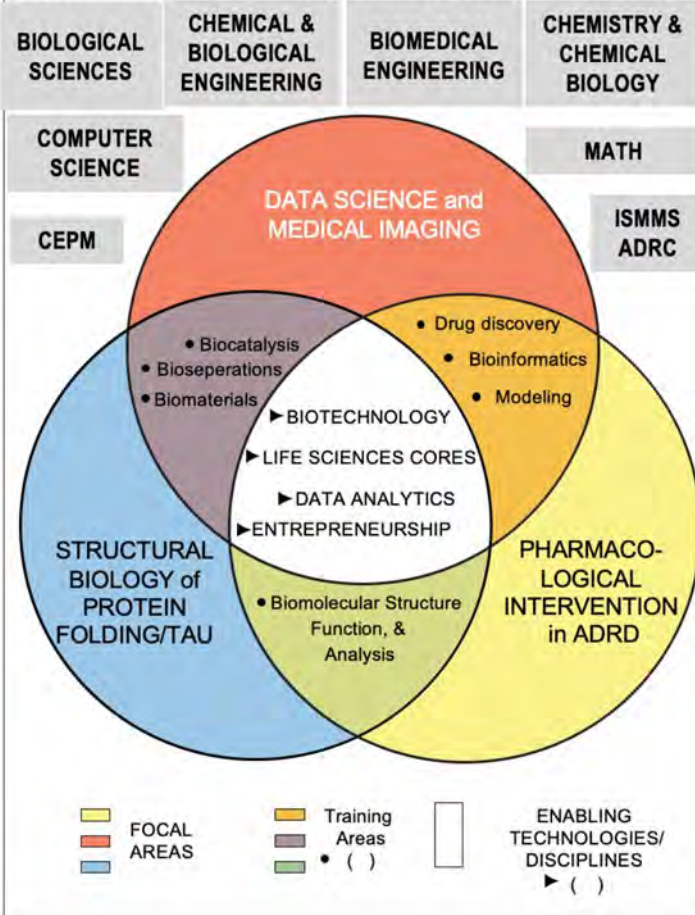 BIOLOGICAL
SCIENCES
CHEMICAL &
BIOLOGICAL
ENGINEERING
BIOMEDICAL
ENGINEERING
CHEMISTRY &
CHEMICAL
BIOLOGY
COMPUTER
SCIENCE
MATH
CEPM
ISMMS
ADRC
DATA SCIENCE and
MEDICAL IMAGING
• Biocatalysis
• Bioseperations
• Biomaterials
• Drug discovery
• Bioinformatics
• Modeling
► BIOTECHNOLOGY
► LIFE SCIENCES CORES
► DATA ANALYTICS
► ENTREPRENEURSHIP
STRUCTURAL
BIOLOGY of
PROTEIN
FOLDING/TAU
PHARMACO-
LOGICAL
INTERVENTION
in ADRD
• Biomolecular Structure
Function, &
Analysis
FOCAL
AREAS
Training
Areas
• ( )
ENABLING
TECHNOLOGIES/
DISCIPLINES
► ( )